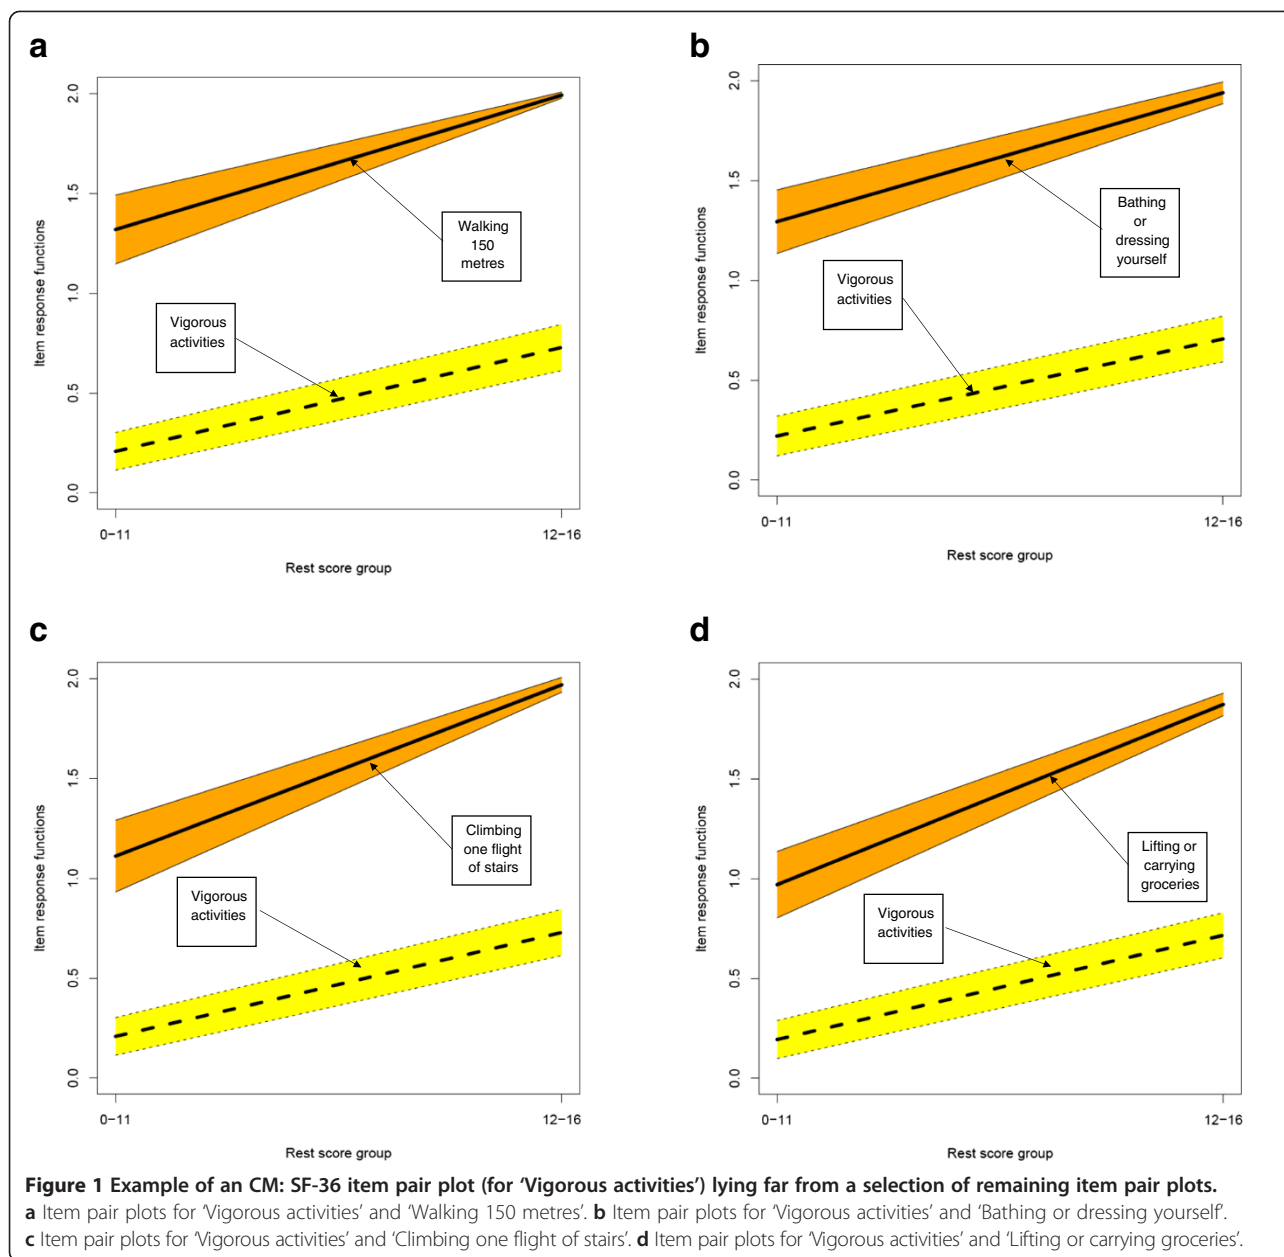 a
2.0
1.5
1.0
0.5
0.0
Item response functions
Walking
150
metres
Vigorous
activities
0−11
12−16
Rest score group
b
2.0
1.5
1.0
0.5
0.0
Item response functions
Bathing
or
dressing
yourself
Vigorous
activities
0−11
12−16
Rest score group
c
2.0
1.5
1.0
0.5
0.0
Item response functions
Climbing
one flight
of stairs
Vigorous
activities
0−11
12−16
Rest score group
d
2.0
1.5
1.0
0.5
0.0
Item response functions
Lifting or
carrying
groceries
Vigorous
activities
0−11
12−16
Rest score group
Figure 1 Example of an CM: SF-36 item pair plot (for ‘Vigorous activities’) lying far from a selection of remaining item pair plots.
a Item pair plots for ‘Vigorous activities’ and ‘Walking 150 metres’. b Item pair plots for ‘Vigorous activities’ and ‘Bathing or dressing yourself’.
c Item pair plots for ‘Vigorous activities’ and ‘Climbing one flight of stairs’. d Item pair plots for ‘Vigorous activities’ and ‘Lifting or carrying groceries’.